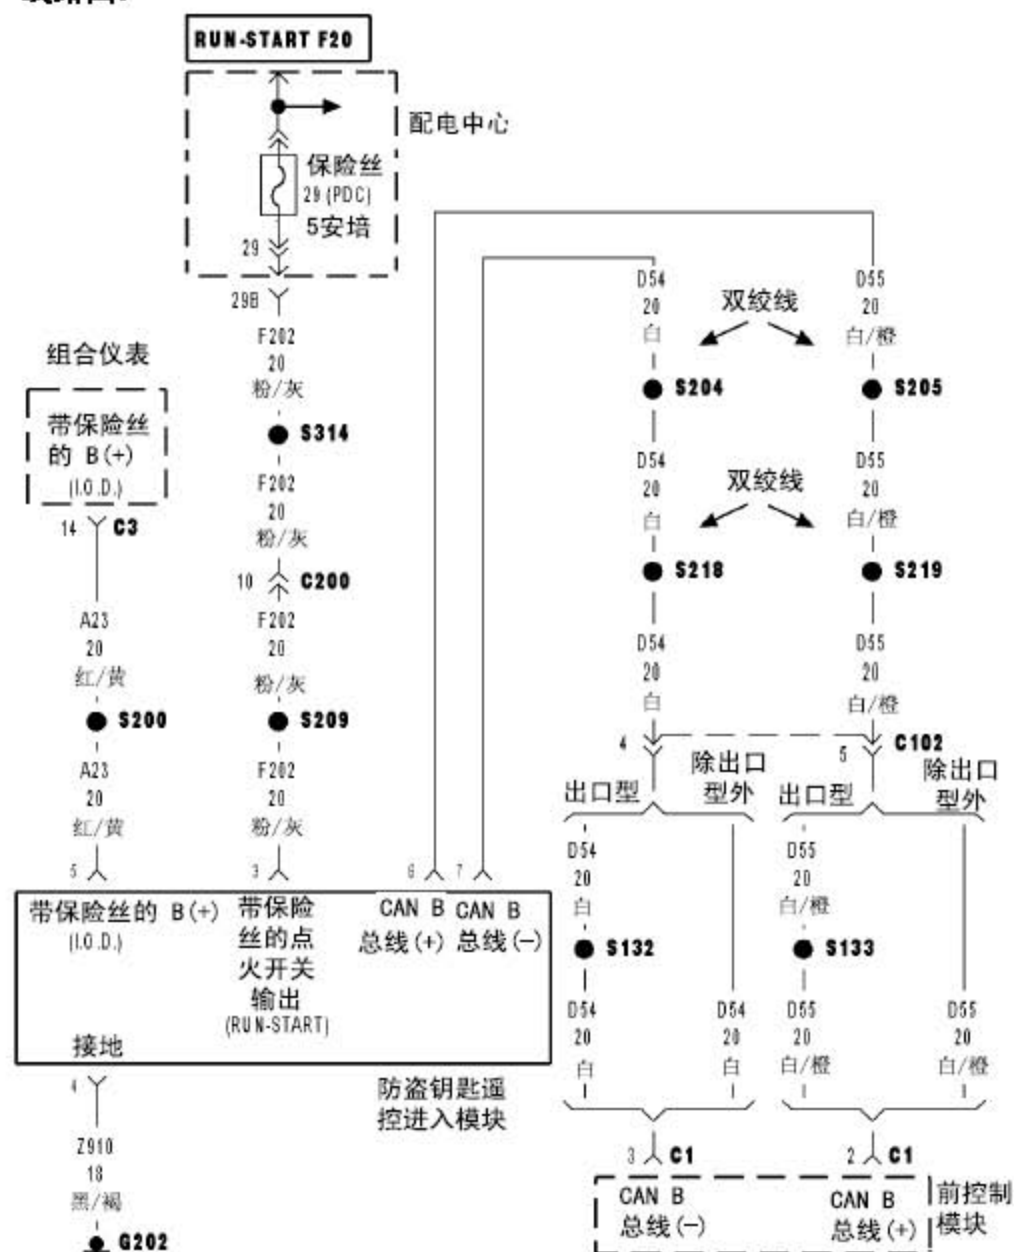 RUN-START F20
配电中心
保险丝
29 (PDC)
5安培
29
29B
F202
20
粉/灰
S314
F202
20
粉/灰
10
C200
F202
20
粉/灰
S209
F202
20
粉/灰
3
组合仪表
带保险丝
的 B(+)
(I.O.D.)
14
C3
A23
20
红/黄
S200
A23
20
红/黄
5
6
7
D54
20
白
双绞线
D55
20
白/橙
S204
S205
D54
20
白
双绞线
D55
20
白/橙
S218
S219
D54
20
白
D55
20
白/橙
4
5
C102
出口型
除出口
型外
出口型
除出口
型外
D54
20
白
D55
20
白/橙
S132
S133
D54
20
白
D54
20
白
D55
20
白/橙
D55
20
白/橙
带保险丝的 B(+)
(I.O.D.)
带保险
丝的点
火开关
输出
(RUN-START)
CAN B
总线(+)
CAN B
总线(-)
接地
防盗钥匙遥
控进入模块
4
Z910
18
黑/褐
G202
3
C1
2
C1
CAN B
总线(-)
CAN B
总线(+)
前控制
模块